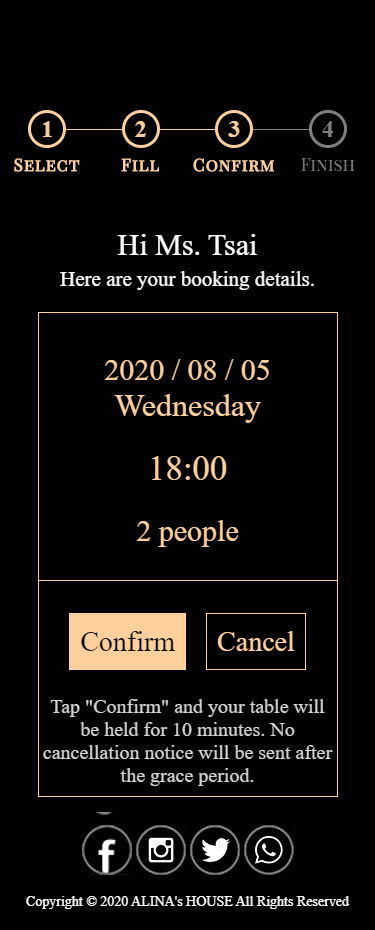 1 2 3 4
SELECT FILL CONFIRM FINISH
Hi Ms. Tsai
Here are your booking details.
2020 / 08 / 05
Wednesday
18:00
2 people
Confirm Cancel
Tap "Confirm" and your table will
be held for 10 minutes. No
cancellation notice will be sent after
the grace period.
f
Copyright © 2020 ALINA's HOUSE All Rights Reserved